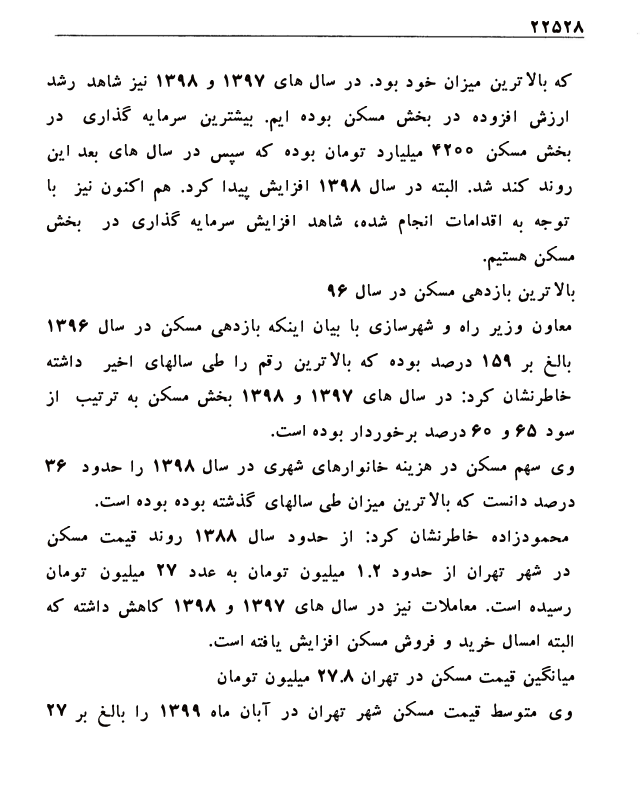 ۲۲۵۲۸
که بالاترین میزان خود بود. در سال های ۱۳۹۷ و ۱۳۹۸ نیز شاهد رشد
ارزش افزوده در بخش مسکن بوده ایم. بیشترین سرمایه گذاری در
بخش مسکن ۴۲۰۰ میلیارد تومان بوده که سپس در سال های بعد این
روند کند شد. البته در سال ۱۳۹۸ افزایش پیدا کرد. هم اکنون نیز با
توجه به اقدامات انجام شده، شاهد افزایش سرمایه گذاری در بخش
مسکن هستیم.
بالاترین بازدهی مسکن در سال ۹۶
معاون وزیر راه و شهرسازی با بیان اینکه بازدهی مسکن در سال ۱۳۹۶
بالغ بر ۱۵۹ درصد بوده که بالاترین رقم را طی سالهای اخیر داشته
خاطرنشان کرد: در سال های ۱۳۹۷ و ۱۳۹۸ بخش مسکن به ترتیب از
سود ۶۵ و ۶۰ درصد برخوردار بوده است.
وی سهم مسکن در هزینه خانوارهای شهری در سال ۱۳۹۸ را حدود ۳۶
درصد دانست که بالاترین میزان طی سالهای گذشته بوده بوده است.
محمودزاده خاطرنشان کرد: از حدود سال ۱۳۸۸ روند قیمت مسکن
در شهر تهران از حدود ۱.۲ میلیون تومان به عدد ۲۷ میلیون تومان
رسیده است. معاملات نیز در سال های ۱۳۹۷ و ۱۳۹۸ کاهش داشته که
البته امسال خرید و فروش مسکن افزایش یافته است.
میانگین قیمت مسکن در تهران ۲۷.۸ میلیون تومان
وی متوسط قیمت مسکن شهر تهران در آبان ماه ۱۳۹۹ را بالغ بر ۲۷